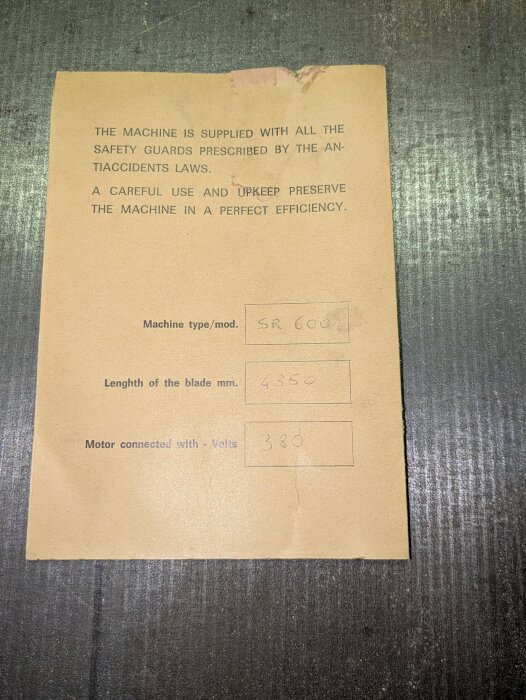 THE MACHINE IS SUPPLIED WITH ALL THE
SAFETY GUARDS PRESCRIBED BY THE AN-
TIACCIDENTS LAWS.
A CAREFUL USE AND UPKEEP PRESERVE
THE MACHINE IN A PERFECT EFFICIENCY.
Machine type/mod. SR 600
Lenghth of the blade mm. 4350
Motor connected with - Volts 380